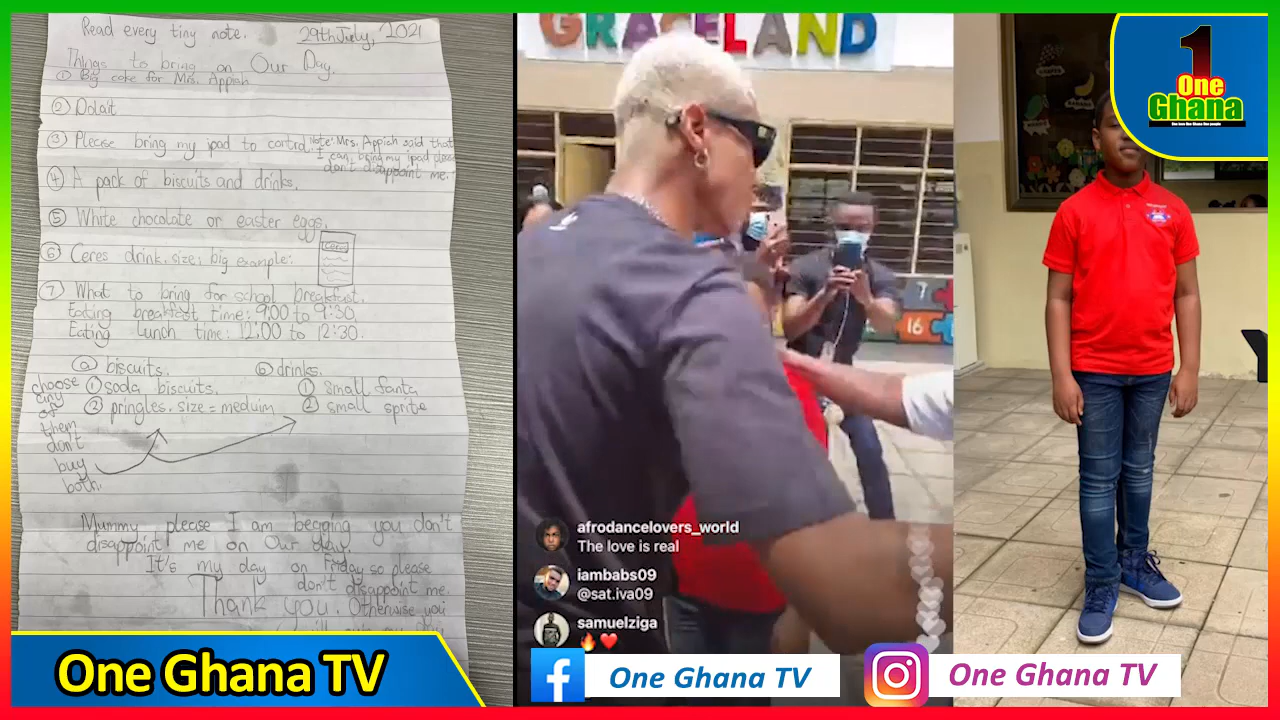 Read every tiny note.
29th July, 2021
Things to bring on Our Day.
① Big cake for Mrs. Appiah
② Dolait
③ Please bring my ipad to
Note: Mrs. Appiah said that
I can bring my ipad
don't disappoint me.
④ A pack of biscuits and drinks.
⑤ White chocolate or easter eggs.
⑥ Ceres drink. size: big example:
Ceres
⑦ What to bring for school breakfast.
Eating breakfast time: 9:00 to 9:30.
Eating lunch time: 12:00 to 12:30.
ⓐ biscuits.
ⓑ drinks.
choose any of them don't buy both.
① soda biscuits.
① small fanta
② pringles. size = meduim
② small sprite
Mummy please I am begging you don't
disappoint me on Our day.
It's my day on Friday so please
don't disappoint me.
Thank you. Otherwise you
One Ghana TV
GRACELAND
7
16
afrodancelovers_world
The love is real
iambabs09
@sat.iva09
samuelziga
🔥❤️
One Ghana TV
One Ghana TV
1
One
Ghana